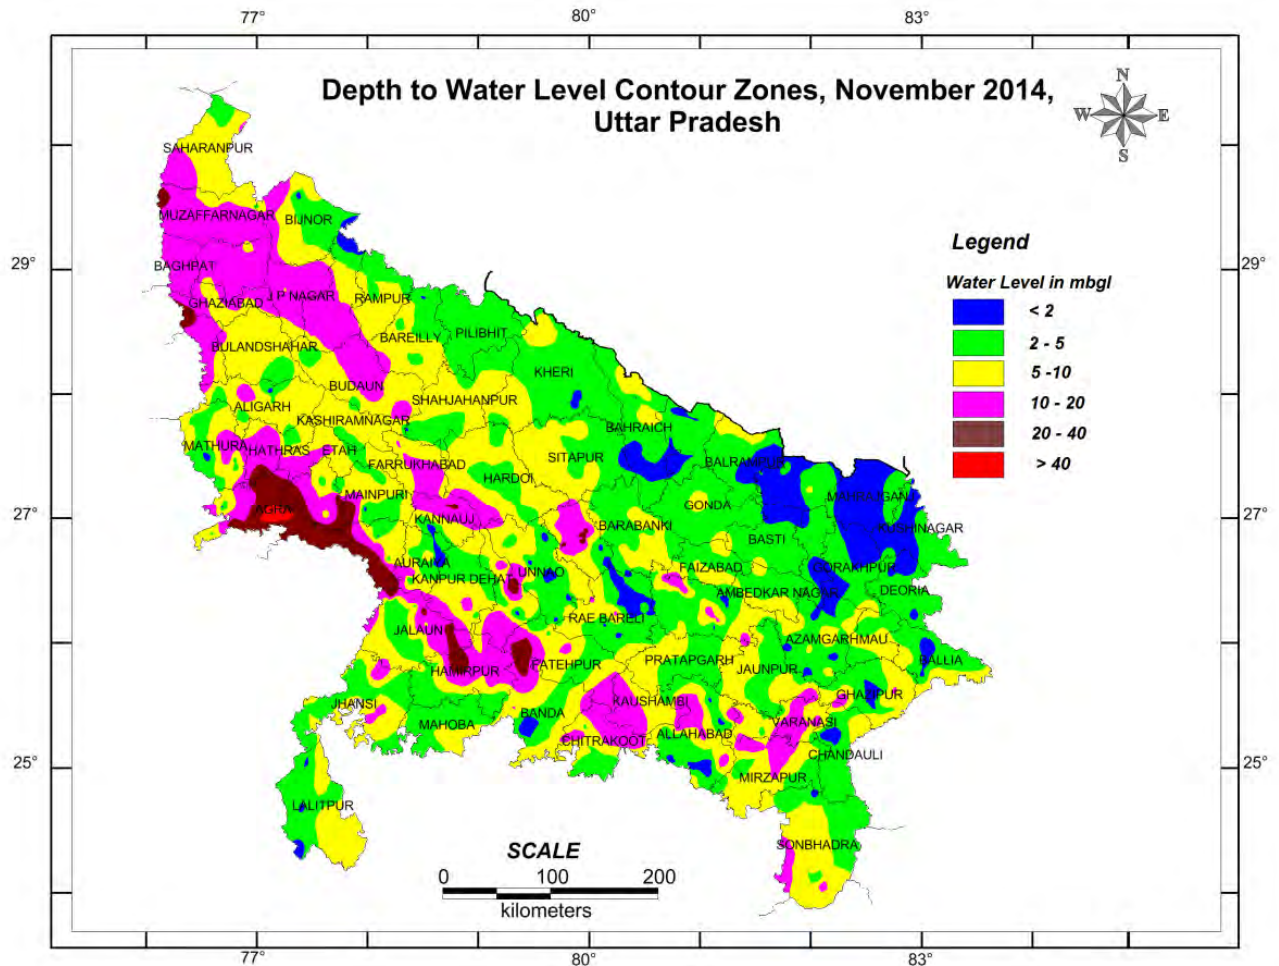 77° 80° 83°
Depth to Water Level Contour Zones, November 2014,
Uttar Pradesh
N
W E
S
SAHARANPUR
MUZAFFARNAGAR
BIJNOR
29° 29°
BAGHPAT
GHAZIABAD
J P NAGAR
RAMPUR
BULANDSHAHAR
BAREILLY
PILIBHIT
KHERI
BUDAUN
ALIGARH
SHAHJAHANPUR
KASHIRAMNAGAR
BAHRAICH
MATHURA
HATHRAS
ETAH
FARRUKHABAD
SITAPUR
BALRAMPUR
HARDOI
MAINPURI
GONDA
MAHRAJGANJ
AGRA
KANNAUJ
BARABANKI
KUSHINAGAR
27° 27°
BASTI
AURAIYA
KANPUR DEHAT
UNNAO
FAIZABAD
GORAKHPUR
AMBEDKAR NAGAR
DEORIA
RAE BARELI
JALAUN
AZAMGARH
MAU
HAMIRPUR
FATEHPUR
PRATAPGARH
JAUNPUR
BALLIA
JHANSI
KAUSHAMBI
GHAZIPUR
MAHOBA
BANDA
VARANASI
CHITRAKOOT
ALLAHABAD
CHANDAULI
25° 25°
MIRZAPUR
LALITPUR
SONBHADRA
Legend
Water Level in mbgl
< 2
2 - 5
5 -10
10 - 20
20 - 40
> 40
SCALE
0 100 200
kilometers
77° 80° 83°